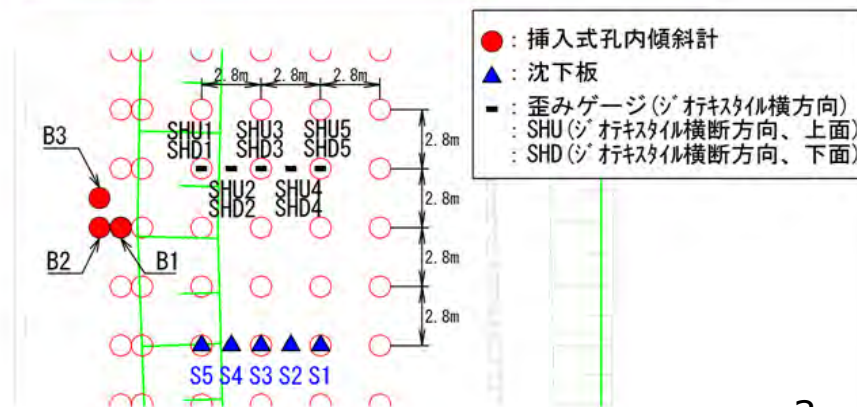 : 挿入式孔内傾斜計
: 沈下板
: 歪みゲージ(ジオテキスタイル横方向)
: SHU(ジオテキスタイル横断方向、上面)
: SHD(ジオテキスタイル横断方向、下面)
2.8m 2.8m 2.8m
SHU1 SHU3 SHU5
SHD1 SHD3 SHD5
2.8m
B3
SHU2 SHU4
SHD2 SHD4
2.8m
B2 B1
2.8m
2.8m
S5 S4 S3 S2 S1